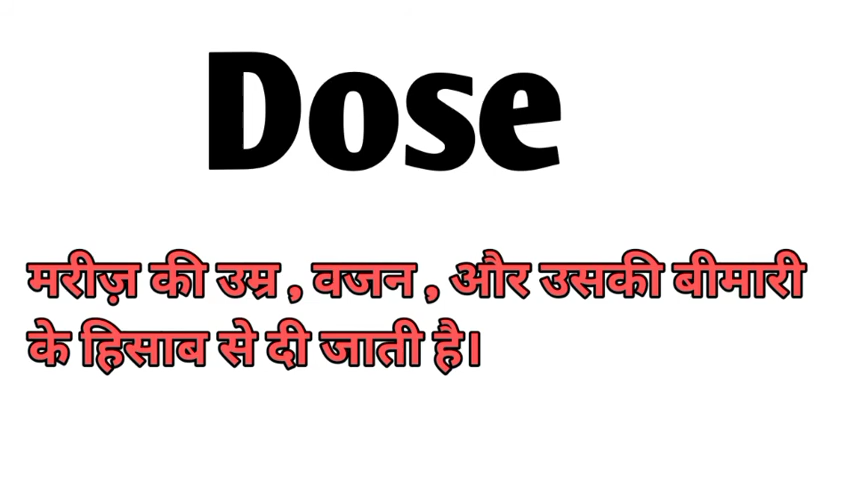 Dose
मरीज़ की उम्र , वजन , और उसकी बीमारी
के हिसाब से दी जाती है।